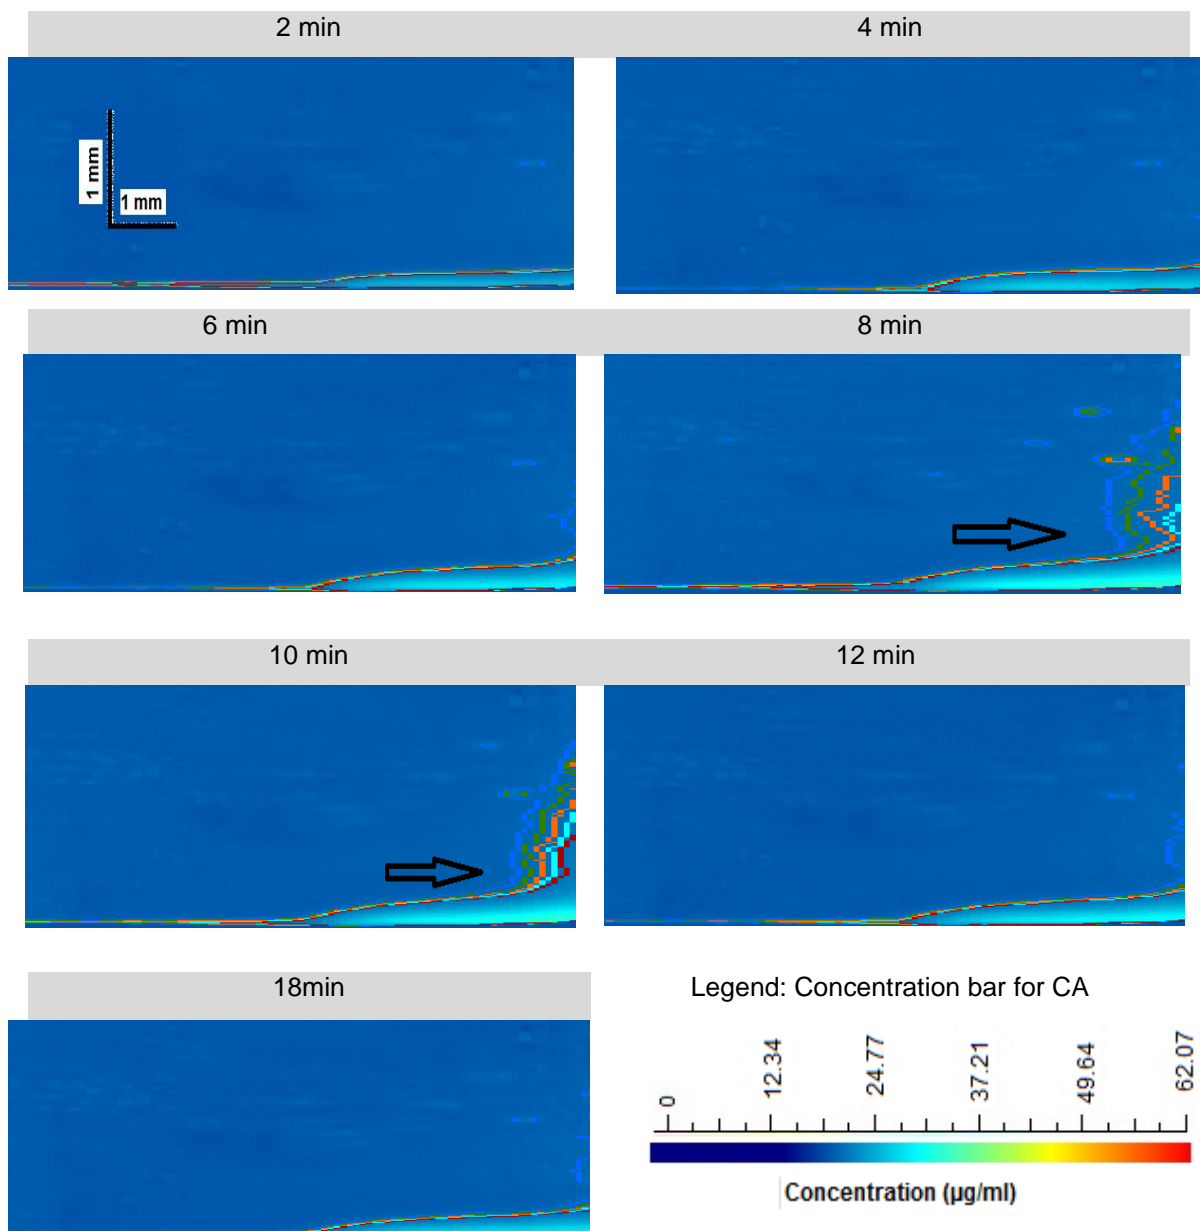 2 min
4 min
1 mm
1 mm
6 min
8 min
10 min
12 min
18min
Legend: Concentration bar for CA
0
12.34
24.77
37.21
49.64
62.07
Concentration (µg/ml)